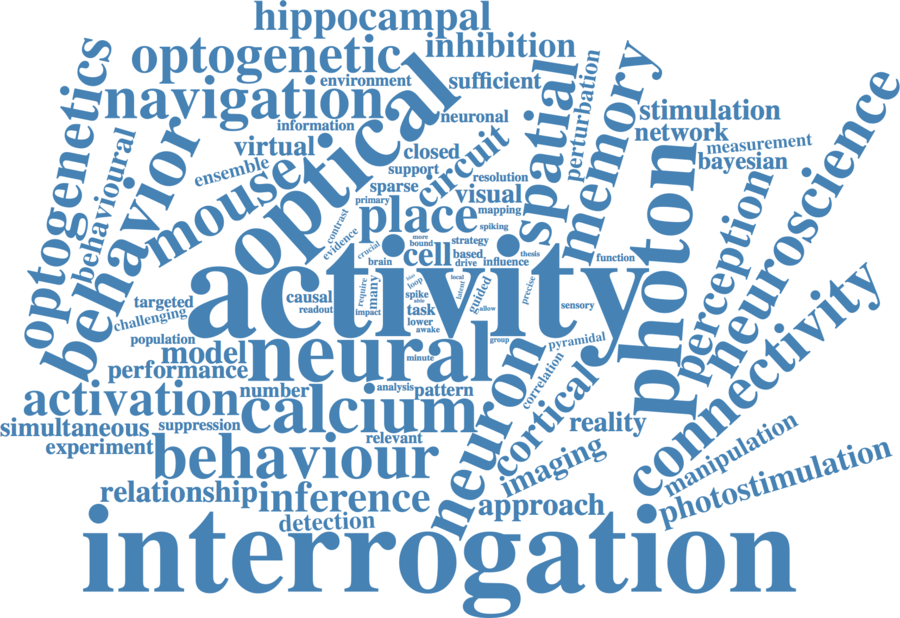 hippocampal
optogenetic
inhibition
environment
sufficient
optogenetics
navigation
optical
spatial
perturbation
memory
neuroscience
information
neuronal
stimulation
network
measurement
bayesian
behavioural
behavior
virtual
closed
circuit
ensemble
mouse
support
resolution
sparse
visual
primary
place
mapping
spiking
photon
perception
contrast
evidence
crucial
more
bound
strategy
cell
based
thesis
brain
drive
influence
function
activity
connectivity
targeted
causal
readout
require
many
impact
bias
loop
local
latent
guided
precise
spike
able
allow
sensory
challenging
task
lower
awake
population
model
neural
group
pyramidal
performance
minute
neuron
correlation
cortical
activation
number
calcium
analysis
pattern
simultaneous
suppression
relevant
reality
manipulation
experiment
behaviour
imaging
photostimulation
relationship
inference
approach
detection
interrogation